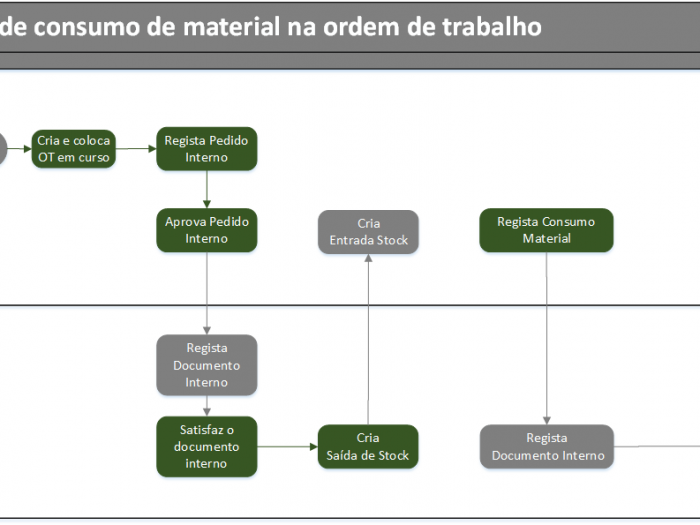 de consumo de material na ordem de trabalho
Cria e coloca
OT em curso
Regista Pedido
Interno
Aprova Pedido
Interno
Cria
Entrada Stock
Regista Consumo
Material
Regista
Documento
Interno
Satisfaz o
documento
interno
Cria
Saída de Stock
Regista
Documento Interno